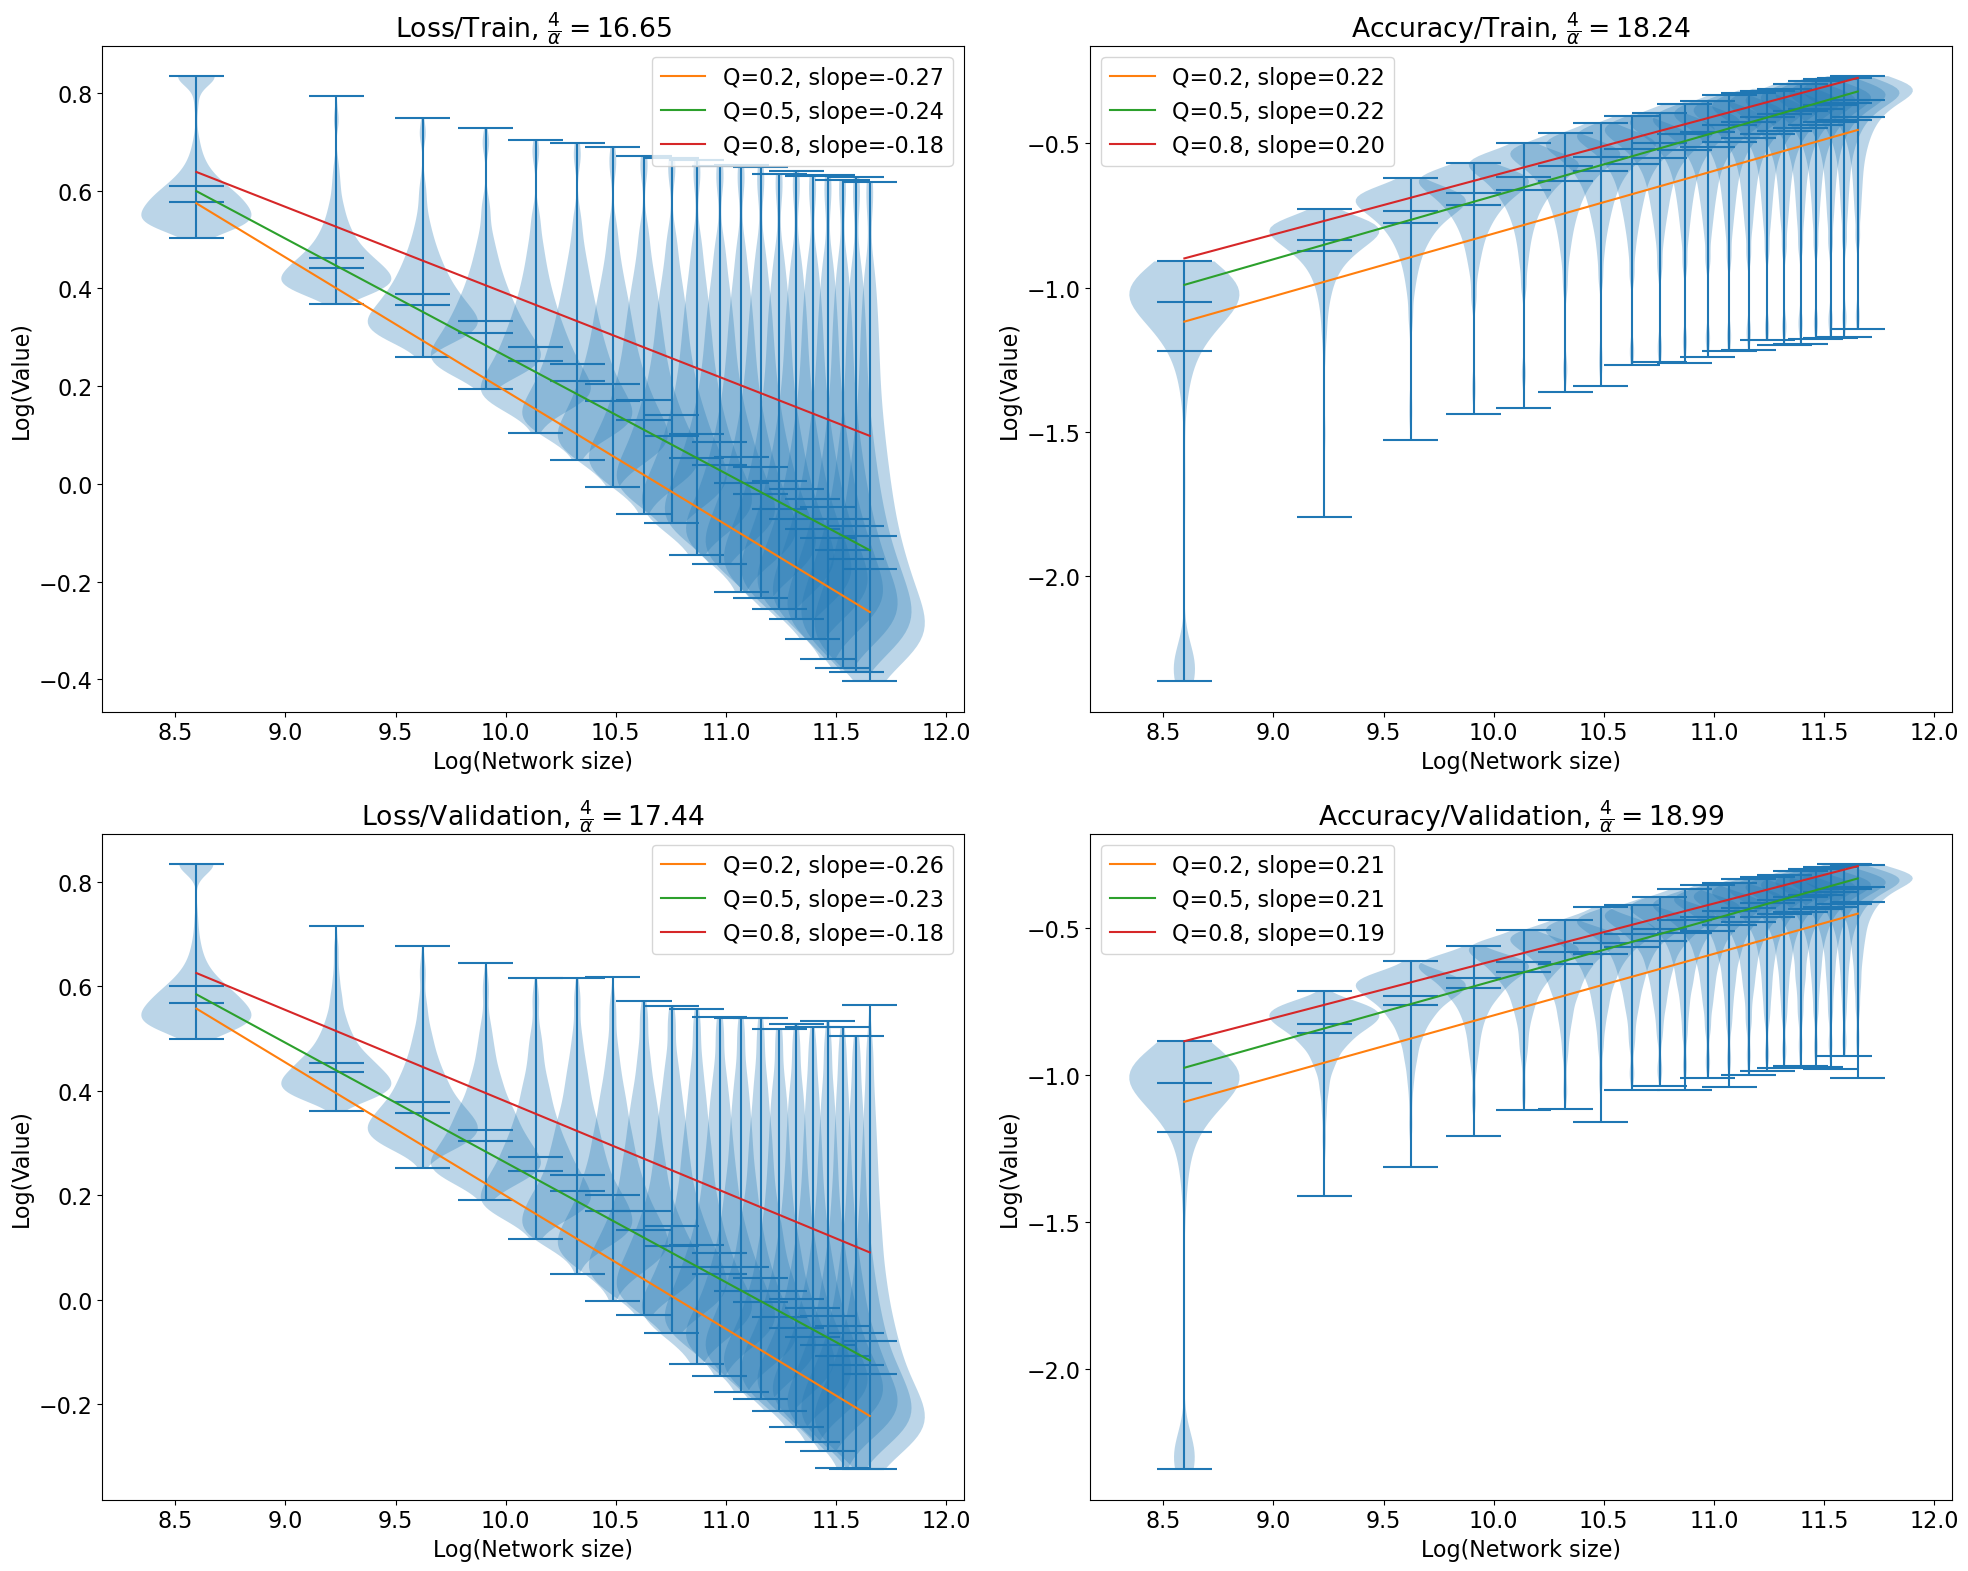 Loss/Train, 4/α = 16.65
Q=0.2, slope=-0.27
Q=0.5, slope=-0.24
Q=0.8, slope=-0.18
0.8
0.6
0.4
0.2
0.0
−0.2
−0.4
Log(Value)
8.5 9.0 9.5 10.0 10.5 11.0 11.5 12.0
Log(Network size)
Accuracy/Train, 4/α = 18.24
Q=0.2, slope=0.22
Q=0.5, slope=0.22
Q=0.8, slope=0.20
−0.5
−1.0
−1.5
−2.0
Log(Value)
8.5 9.0 9.5 10.0 10.5 11.0 11.5 12.0
Log(Network size)
Loss/Validation, 4/α = 17.44
Q=0.2, slope=-0.26
Q=0.5, slope=-0.23
Q=0.8, slope=-0.18
0.8
0.6
0.4
0.2
0.0
−0.2
Log(Value)
8.5 9.0 9.5 10.0 10.5 11.0 11.5 12.0
Log(Network size)
Accuracy/Validation, 4/α = 18.99
Q=0.2, slope=0.21
Q=0.5, slope=0.21
Q=0.8, slope=0.19
−0.5
−1.0
−1.5
−2.0
Log(Value)
8.5 9.0 9.5 10.0 10.5 11.0 11.5 12.0
Log(Network size)